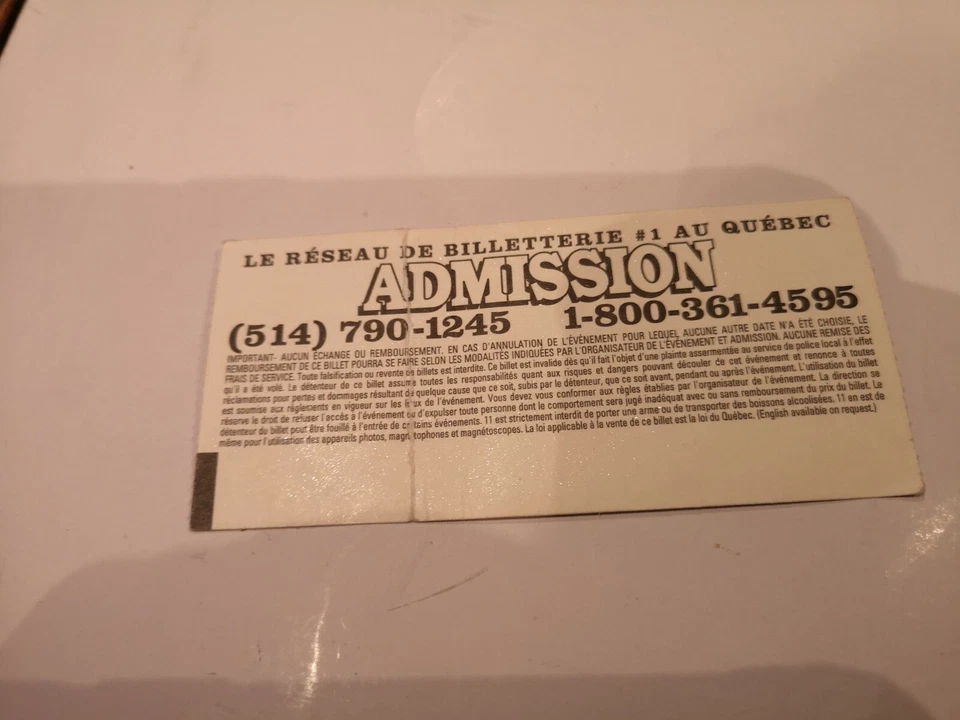 LE RÉSEAU DE BILLETTERIE #1 AU QUÉBEC
ADMISSION
(514) 790-1245 1-800-361-4595
IMPORTANT- AUCUN ÉCHANGE OU REMBOURSEMENT. EN CAS D'ANNULATION DE L'ÉVÉNEMENT POUR LEQUEL AUCUNE AUTRE DATE N'A ÉTÉ CHOISIE, LE
REMBOURSEMENT DE CE BILLET POURRA SE FAIRE SELON LES MODALITÉS INDIQUÉES PAR L'ORGANISATEUR DE L'ÉVÉNEMENT ET ADMISSION. AUCUNE REMISE DES
FRAIS DE SERVICE. Toute falsification ou revente de billets est interdite. Ce billet est invalide dès qu'il fait l'objet d'une plainte assermentée au service de police local à l'effet
qu'il a été volé. Le détenteur de ce billet assume toutes les responsabilités quant aux risques et dangers pouvant découler de cet événement et renonce à toutes
réclamations pour pertes et dommages résultant de quelque cause que ce soit, subis par le détenteur, que ce soit avant, pendant ou après l'événement. L'utilisation du billet
est soumise aux règlements en vigueur sur les lieux de l'événement. Vous devez vous conformer aux règles établies par l'organisateur de l'événement. La direction se
réserve le droit de refuser l'accès à l'événement ou d'expulser toute personne dont le comportement sera jugé inadéquat avec ou sans remboursement du prix du billet. Le
détenteur du billet peut être fouillé à l'entrée de certains événements. 11 est strictement interdit de porter une arme ou de transporter des boissons alcoolisées. 11 en est de
même pour l'utilisation des appareils photos, magnétophones et magnétoscopes. La loi applicable à la vente de ce billet est la loi du Québec. (English available on request.)